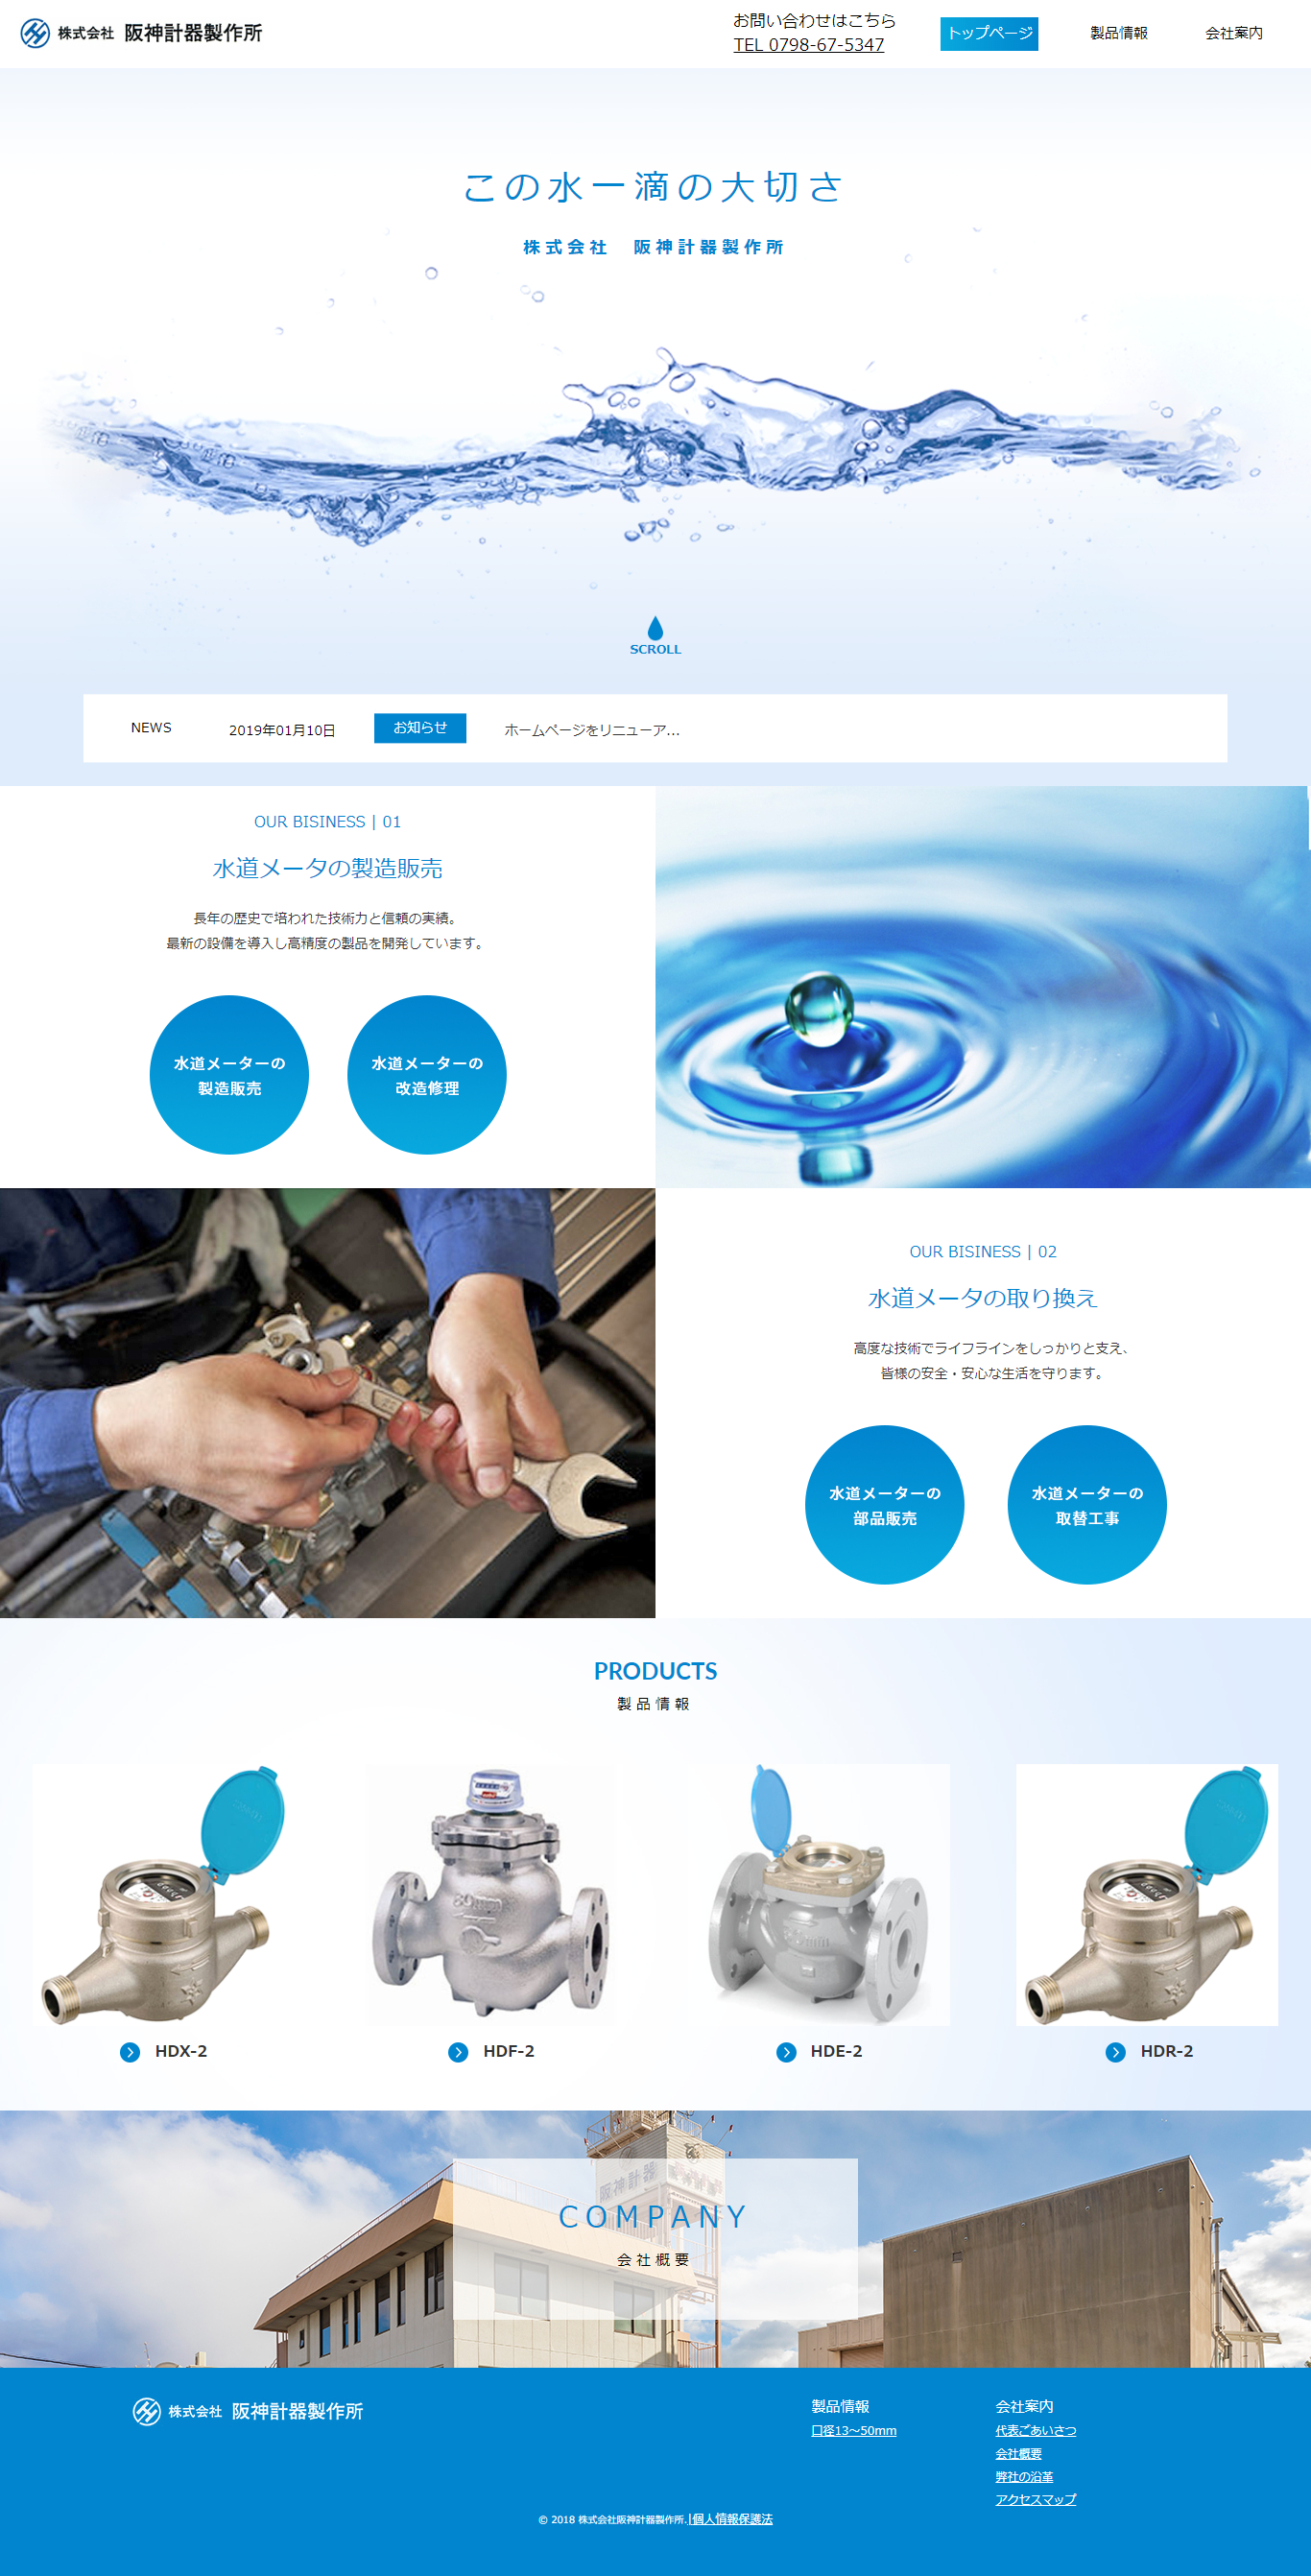 株式会社 阪神計器製作所
お問い合わせはこちら
TEL 0798-67-5347
トップページ
製品情報
会社案内
この水一滴の大切さ
株式会社　阪神計器製作所
SCROLL
NEWS
2019年01月10日
お知らせ
ホームページをリニューア...
OUR BISINESS | 01
水道メータの製造販売
長年の歴史で培われた技術力と信頼の実績。
最新の設備を導入し高精度の製品を開発しています。
水道メーターの
製造販売
水道メーターの
改造修理
OUR BISINESS | 02
水道メータの取り換え
高度な技術でライフラインをしっかりと支え、
皆様の安全・安心な生活を守ります。
水道メーターの
部品販売
水道メーターの
取替工事
PRODUCTS
製品情報
HDX-2
HDF-2
HDE-2
HDR-2
阪神計器
COMPANY
会社概要
株式会社 阪神計器製作所
製品情報
口径13～50mm
会社案内
代表ごあいさつ
会社概要
弊社の沿革
アクセスマップ
© 2018 株式会社阪神計器製作所.|個人情報保護法